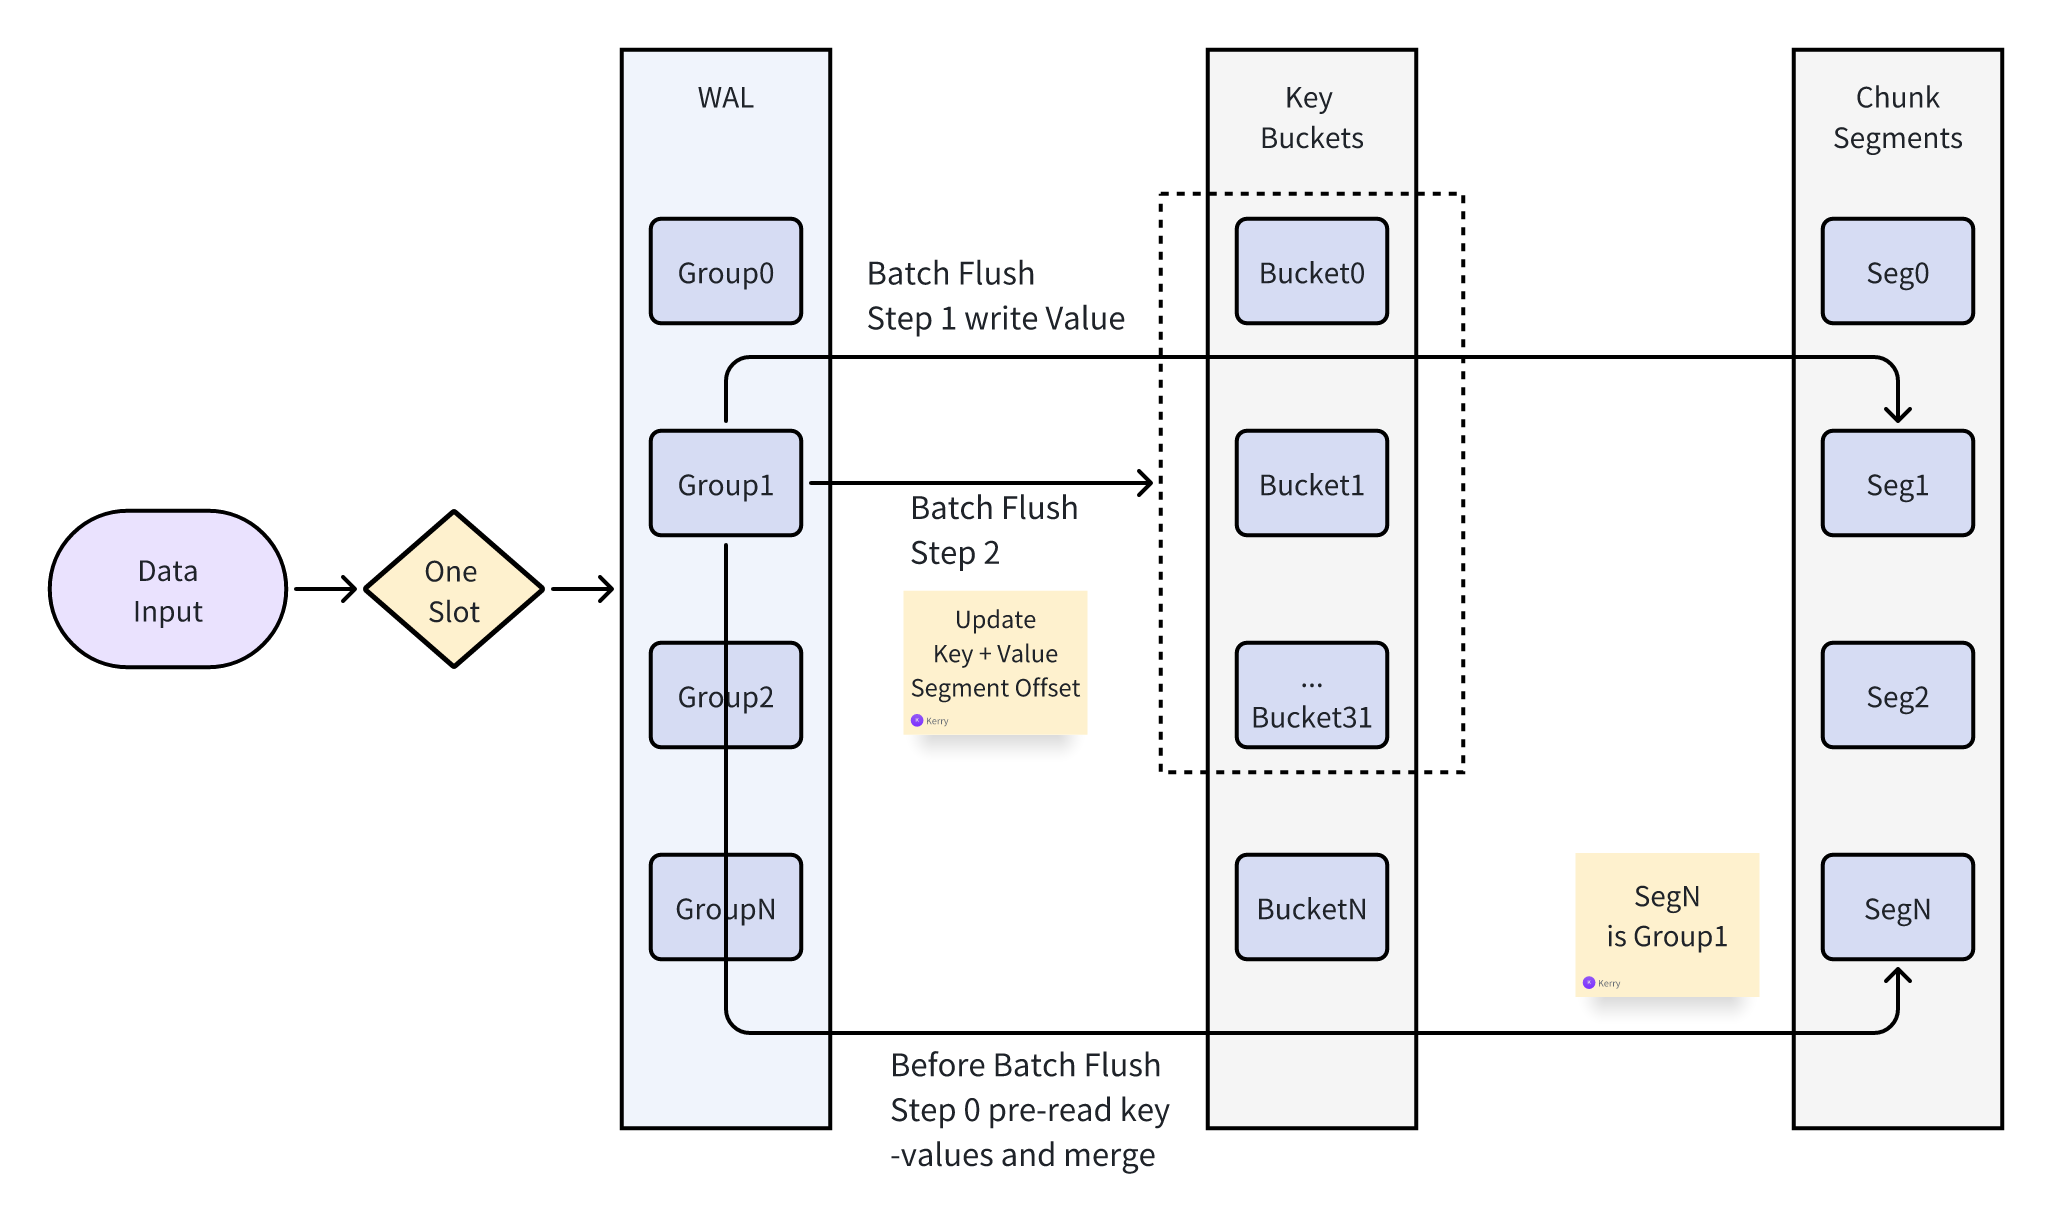 WAL
Key
Buckets
Chunk
Segments
Group0
Batch Flush
Step 1 write Value
Bucket0
Seg0
Group1
Bucket1
Seg1
Batch Flush
Step 2
Data
Input
One
Slot
Update
Key + Value
Segment Offset
K Kerry
Group2
...
Bucket31
Seg2
GroupN
BucketN
SegN
is Group1
K Kerry
SegN
Before Batch Flush
Step 0 pre-read key
-values and merge